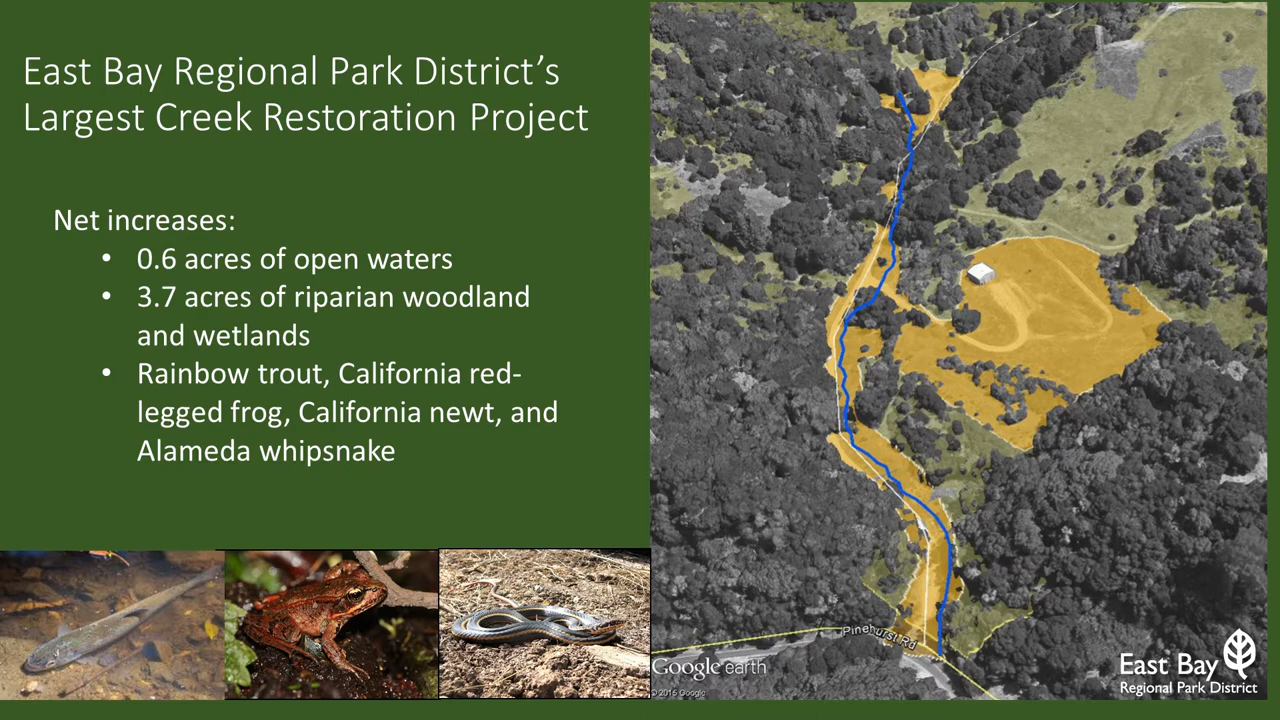 East Bay Regional Park District’s
Largest Creek Restoration Project
Net increases:
• 0.6 acres of open waters
• 3.7 acres of riparian woodland
and wetlands
• Rainbow trout, California red-
legged frog, California newt, and
Alameda whipsnake
Pinehurst Rd
Google earth
© 2015 Google
East Bay
Regional Park District